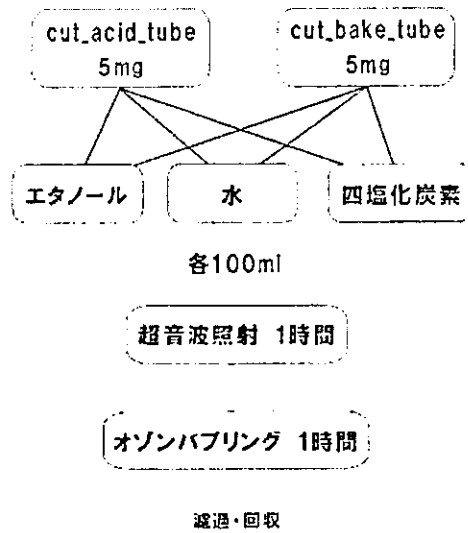 cut_acid_tube
5mg
cut_bake_tube
5mg
エタノール
水
四塩化炭素
各100ml
超音波照射 1時間
オゾンバブリング 1時間
濾過・回収